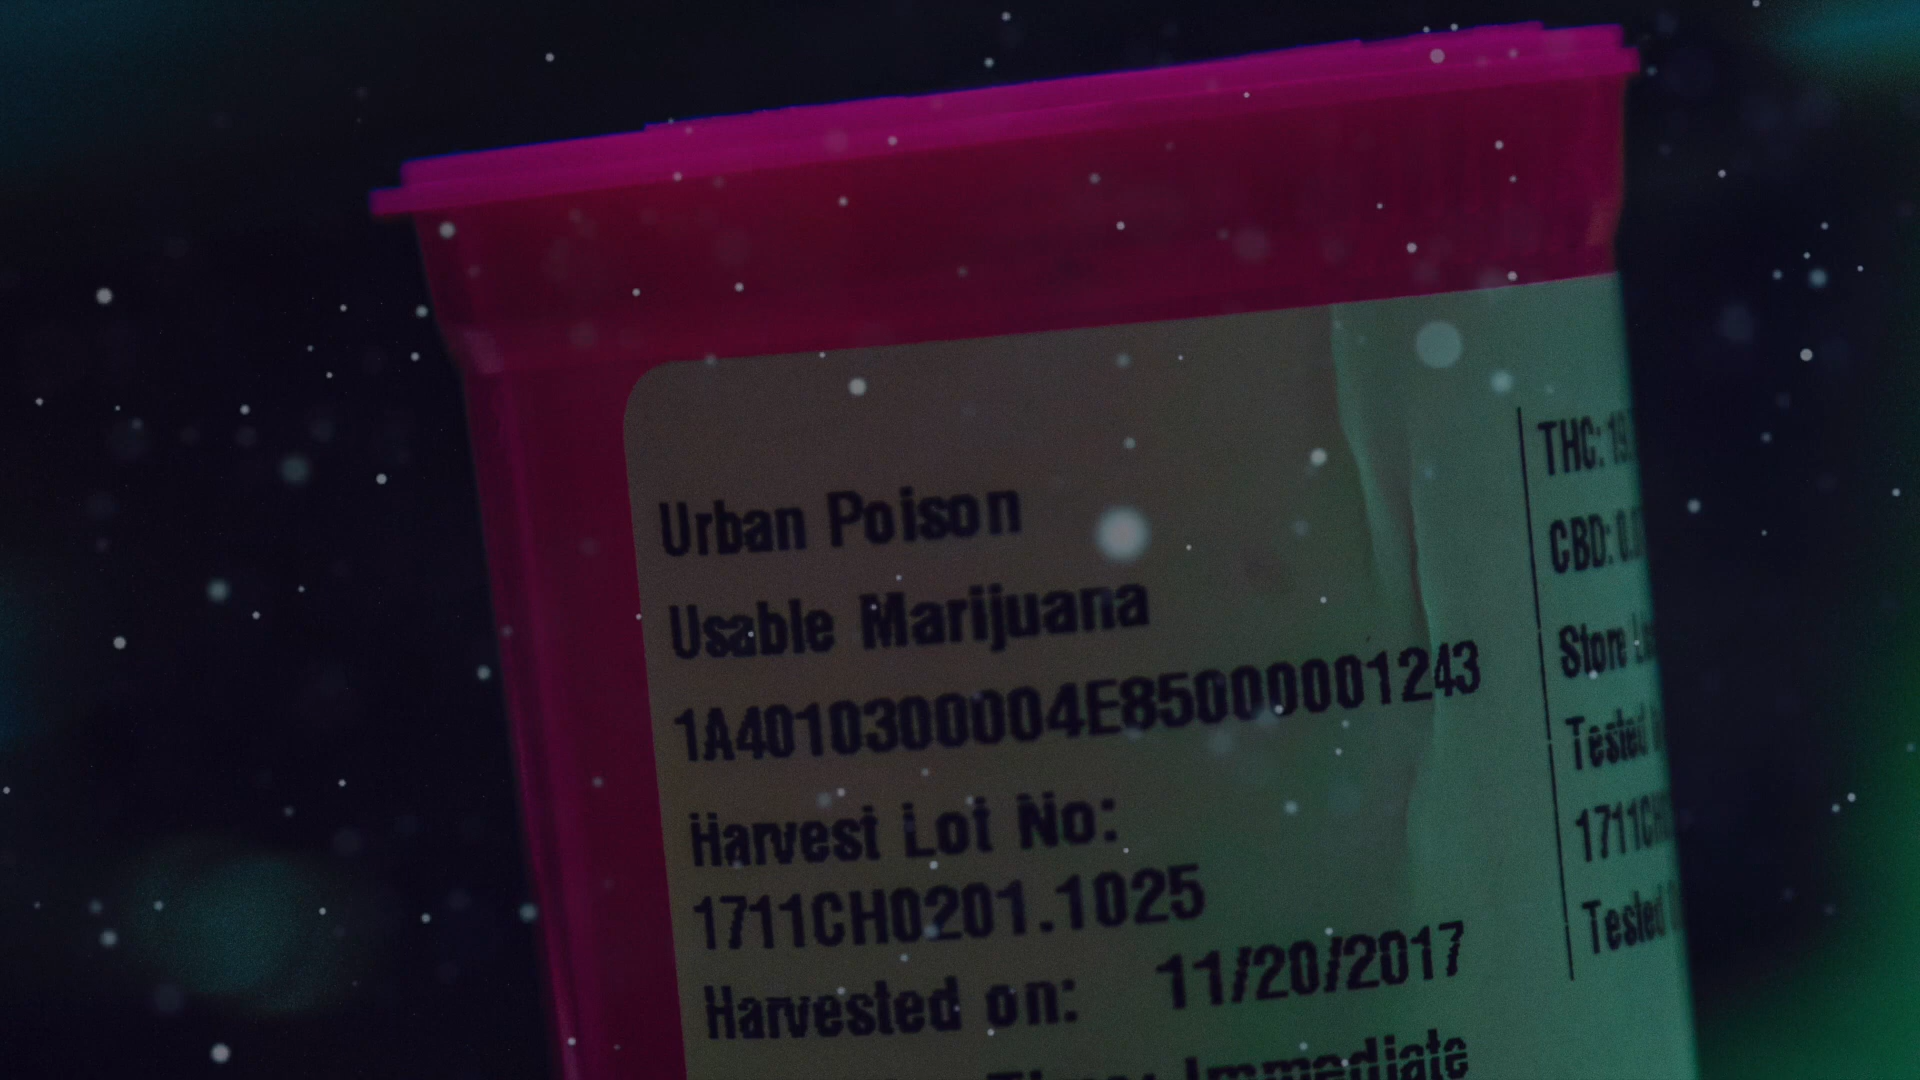 Urban Poison
Usable Marijuana
1A4010300004E85000001243
Harvest Lot No:
1711CH0201.1025
Harvested on: 11/20/2017
Immediate
THC:
CBD:
Store
Tested
Tested